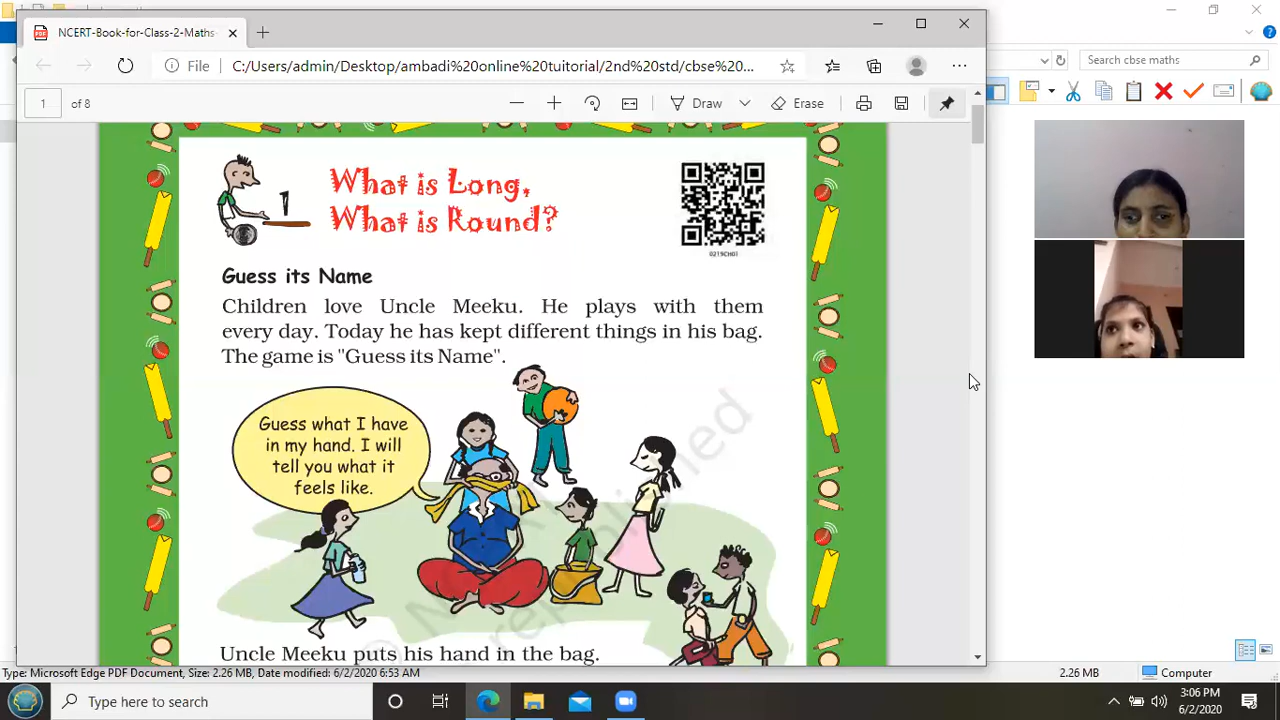 NCERT-Book-for-Class-2-Maths
File
C:/Users/admin/Desktop/ambadi%20online%20tuitorial/2nd%20std/cbse%20...
Search cbse maths
1 of 8
Draw
Erase
1
What is Long,
What is Round?
0219CH01
Guess its Name
Children love Uncle Meeku. He plays with them
every day. Today he has kept different things in his bag.
The game is "Guess its Name".
Guess what I have
in my hand. I will
tell you what it
feels like.
Uncle Meeku puts his hand in the bag.
Type: Microsoft Edge PDF Document, Size: 2.26 MB, Date modified: 6/2/2020 6:53 AM
2.26 MB
Computer
Type here to search
3:06 PM
6/2/2020